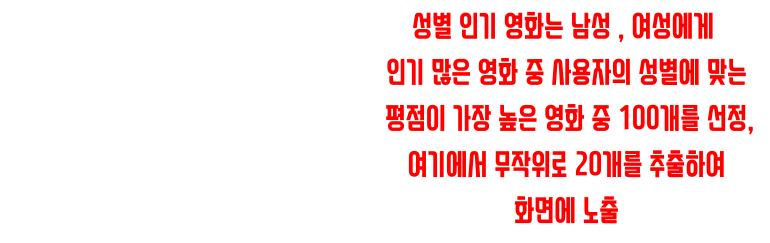 성별 인기 영화는 남성 , 여성에게
인기 많은 영화 중 사용자의 성별에 맞는
평점이 가장 높은 영화 중 100개를 선정,
여기에서 무작위로 20개를 추출하여
화면에 노출